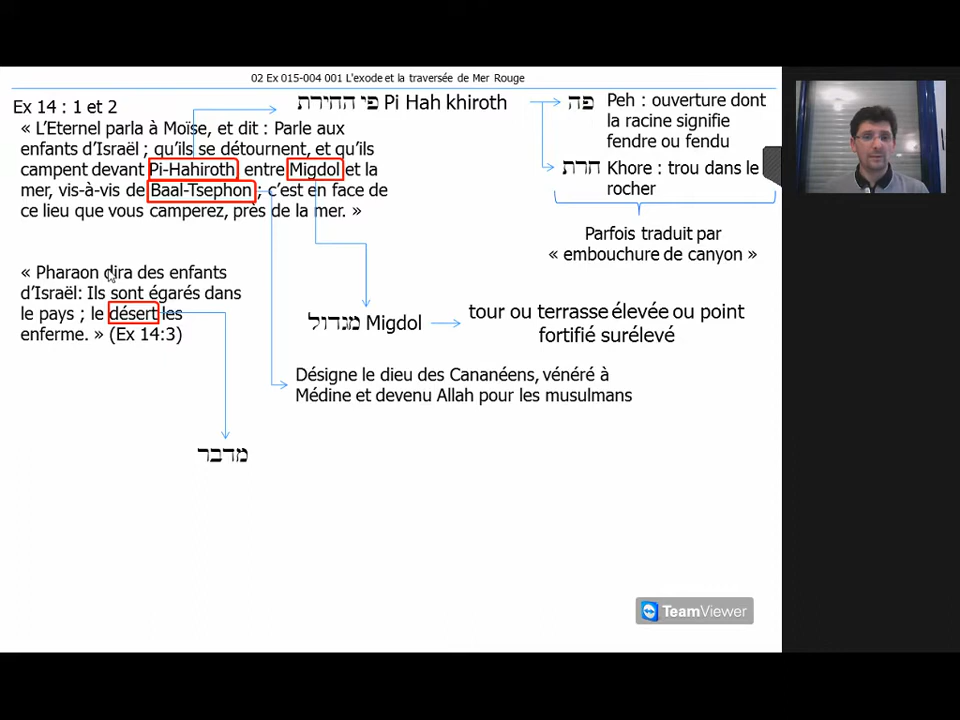 02 Ex 015-004 001 L'exode et la traversée de Mer Rouge
Ex 14 : 1 et 2
« L'Eternel parla à Moïse, et dit : Parle aux
enfants d'Israël ; qu'ils se détournent, et qu'ils
campent devant Pi-Hahiroth entre Migdol et la
mer, vis-à-vis de Baal-Tsephon ; c'est en face de
ce lieu que vous camperez, près de la mer. »
פי החירת Pi Hah khiroth
פה
Peh : ouverture dont
la racine signifie
fendre ou fendu
חרת
Khore : trou dans le
rocher
Parfois traduit par
« embouchure de canyon »
« Pharaon dira des enfants
d'Israël: Ils sont égarés dans
le pays ; le désert les
enferme. » (Ex 14:3)
מגדול Migdol
tour ou terrasse élevée ou point
fortifié surélevé
Désigne le dieu des Cananéens, vénéré à
Médine et devenu Allah pour les musulmans
מדבר
TeamViewer